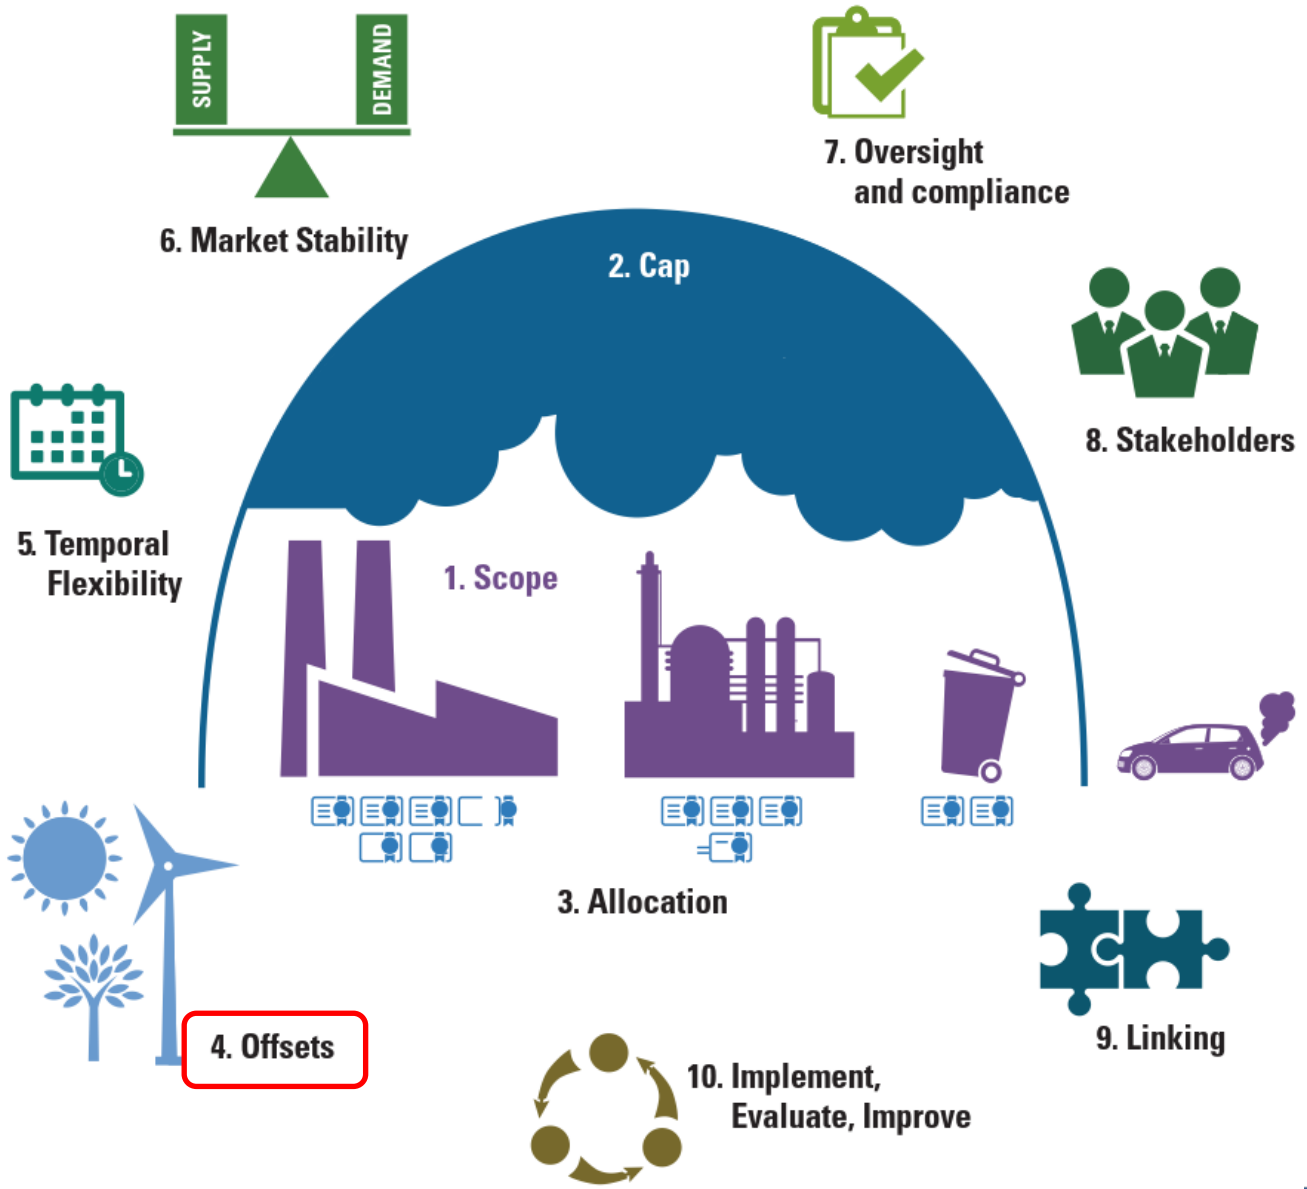 SUPPLY
DEMAND
6. Market Stability
7. Oversight
and compliance
2. Cap
8. Stakeholders
5. Temporal
Flexibility
1. Scope
3. Allocation
4. Offsets
9. Linking
10. Implement,
Evaluate, Improve